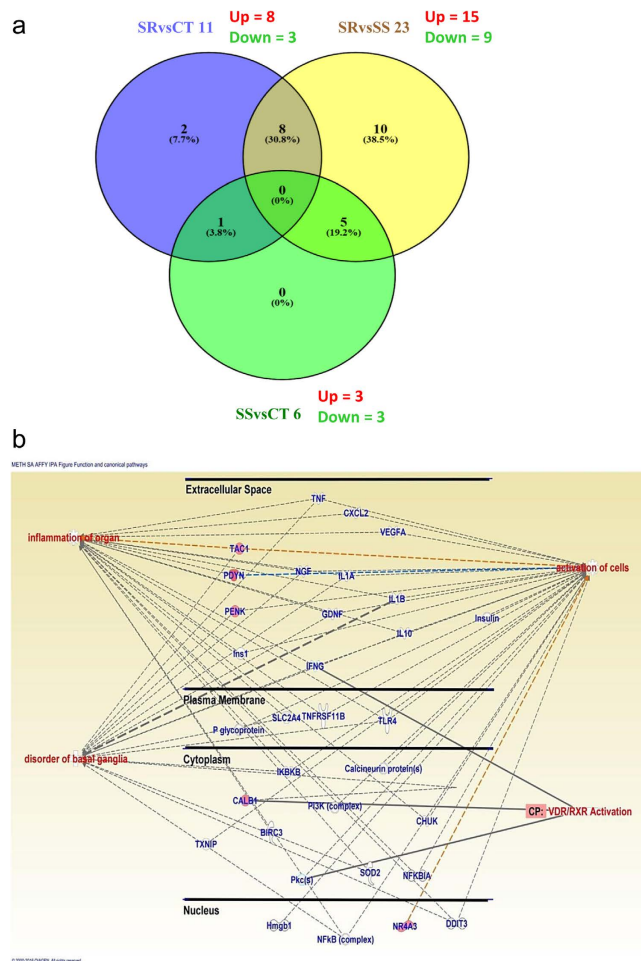 a
SRvsCT 11
Up = 8
Down = 3
SRvsSS 23
Up = 15
Down = 9
2
(7.7%)
8
(30.8%)
10
(38.5%)
0
(0%)
1
(3.8%)
5
(19.2%)
0
(0%)
SSvsCT 6
Up = 3
Down = 3
b
METH SA AFFY IPA Figure Function and canonical pathways
Extracellular Space
TNF
CXCL2
VEGFA
inflammation of organ
TAC1
activation of cells
PDYN
NGF
IL1A
PENK
GDNF
IL1B
Insulin
IL10
Ins1
IFNG
Plasma Membrane
SLC2A4
TNFRSF11B
TLR4
P glycoprotein
disorder of basal ganglia
Cytoplasm
IKBKB
Calcineurin protein(s)
CALB1
PI3K (complex)
CP: VDR/RXR Activation
CHUK
BIRC3
TXNIP
Pkc(s)
SOD2
NFKBIA
Nucleus
Hmgb1
NFkB (complex)
NR4A3
DDIT3